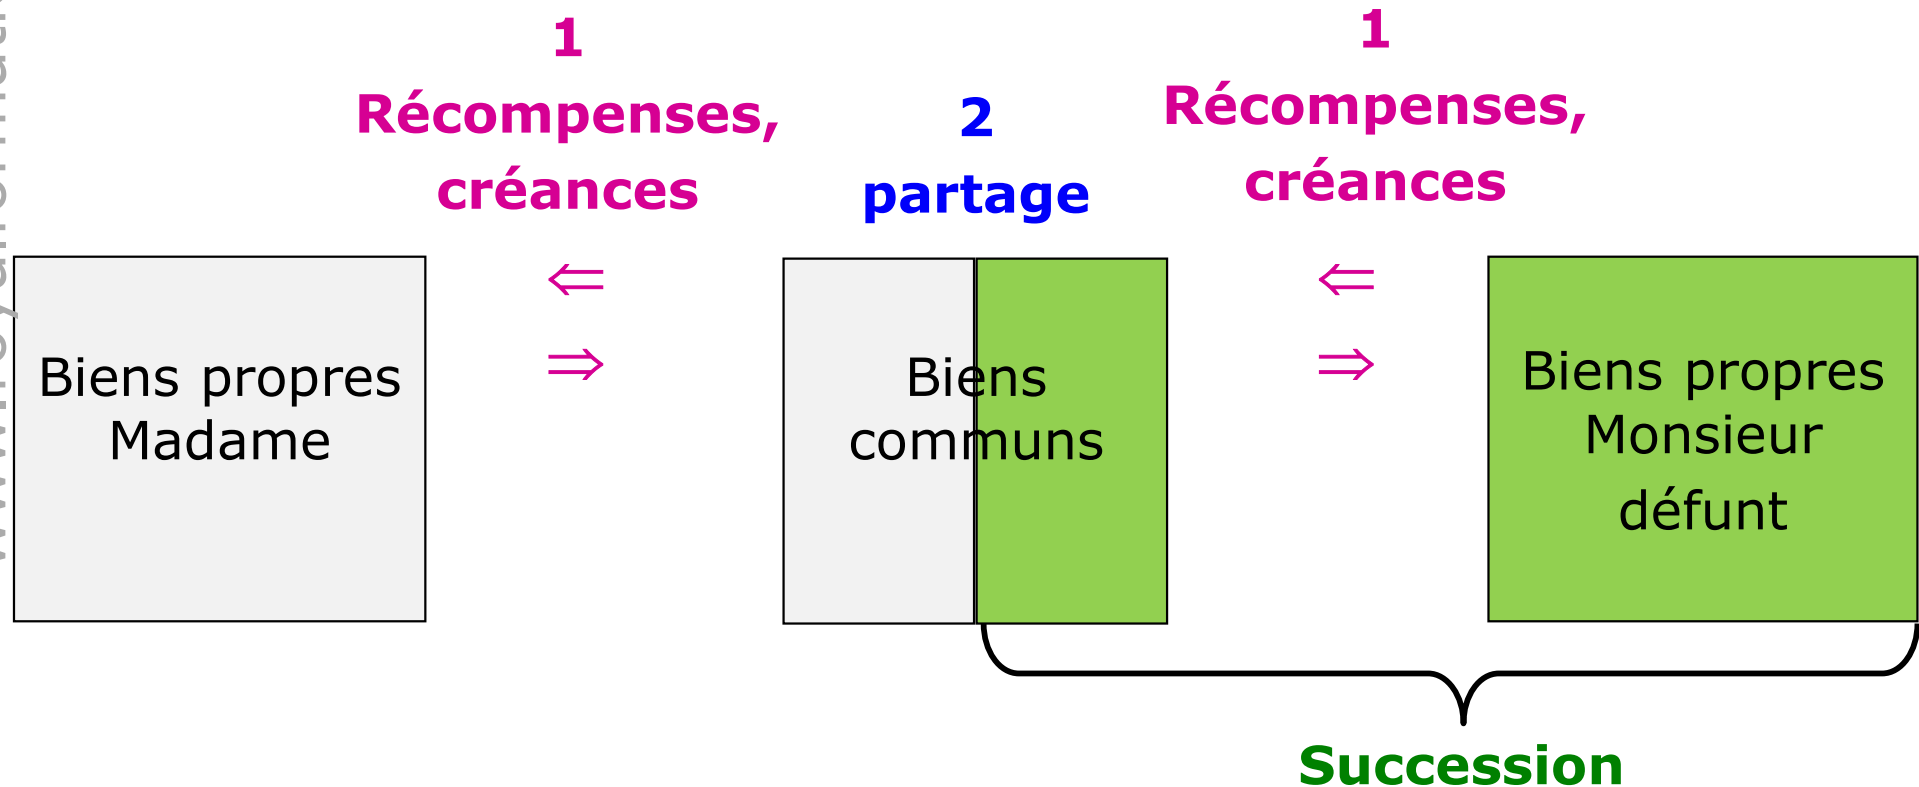 1
Récompenses,
créances
2
partage
1
Récompenses,
créances
⇐
⇒
⇐
⇒
Biens propres
Madame
Biens
communs
Biens propres
Monsieur
défunt
Succession